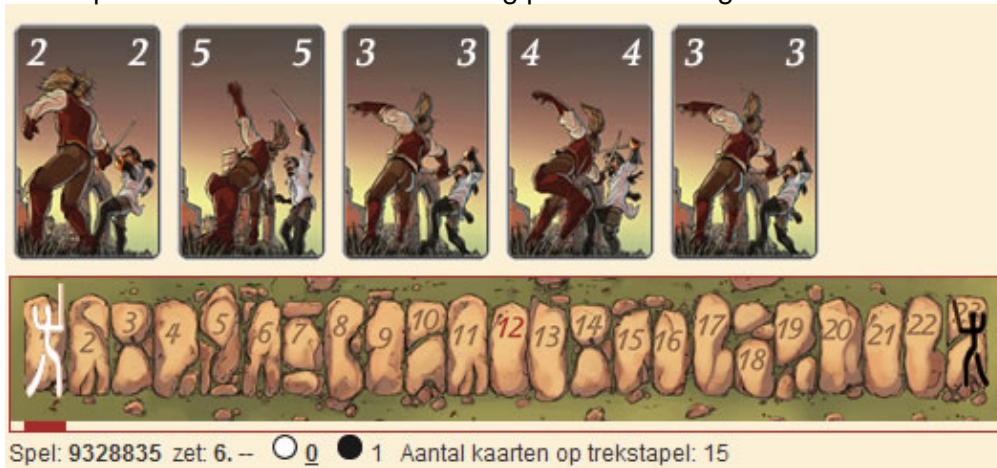 2 2 5 5 3 3 4 4 3 3
2 3 4 5 6 7 8 9 10 11 12 13 14 15 16 17 18 19 20 21 22 23
Spel: 9328835 zet: 6. -- 0 1 Aantal kaarten op trekstapel: 15